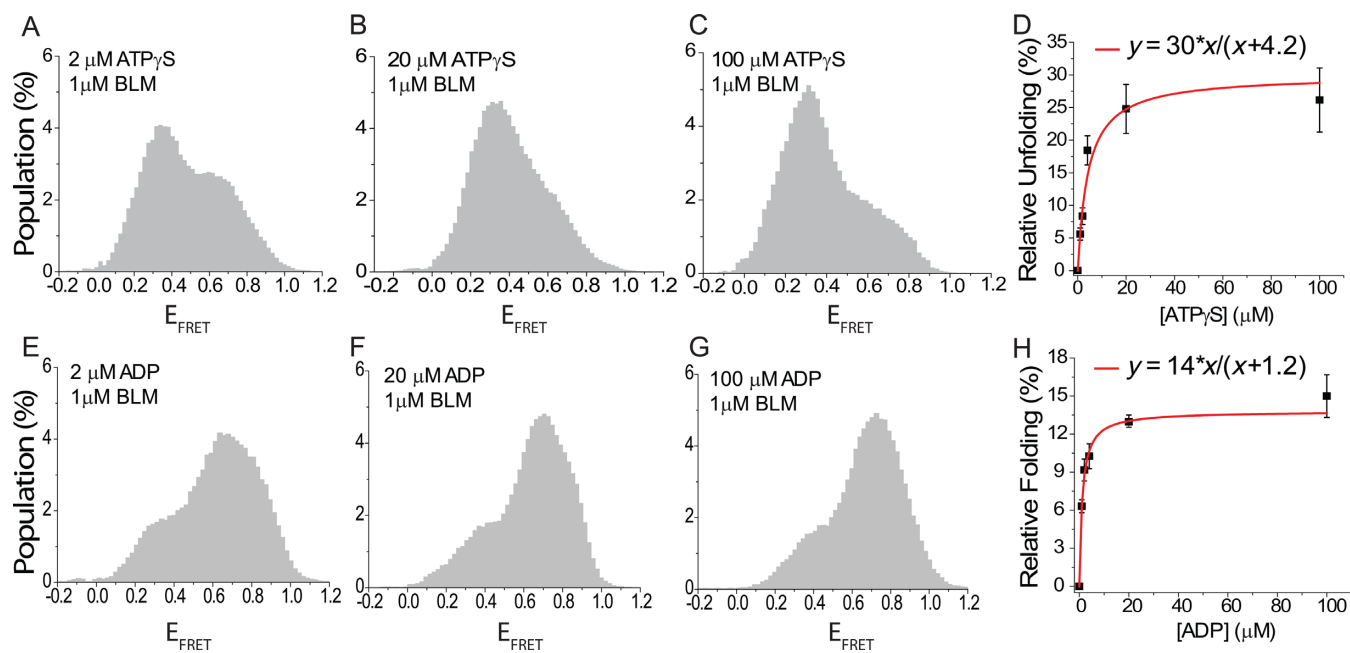 A
2 µM ATPγS
1µM BLM
Population (%)
6
4
2
0
-0.2 0.0 0.2 0.4 0.6 0.8 1.0 1.2
EFRET
B
20 µM ATPγS
1µM BLM
6
4
2
0
-0.2 0.0 0.2 0.4 0.6 0.8 1.0 1.2
EFRET
C
100 µM ATPγS
1µM BLM
6
4
2
0
-0.2 0.0 0.2 0.4 0.6 0.8 1.0 1.2
EFRET
D
y = 30*x/(x+4.2)
Relative Unfolding (%)
35
30
25
20
15
10
5
0
0 20 40 60 80 100
[ATPγS] (µM)
E
2 µM ADP
1µM BLM
Population (%)
6
4
2
0
-0.2 0.0 0.2 0.4 0.6 0.8 1.0 1.2
EFRET
F
20 µM ADP
1µM BLM
6
4
2
0
-0.2 0.0 0.2 0.4 0.6 0.8 1.0 1.2
EFRET
G
100 µM ADP
1µM BLM
6
4
2
0
-0.2 0.0 0.2 0.4 0.6 0.8 1.0 1.2
EFRET
H
y = 14*x/(x+1.2)
Relative Folding (%)
18
15
12
9
6
3
0
0 20 40 60 80 100
[ADP] (µM)